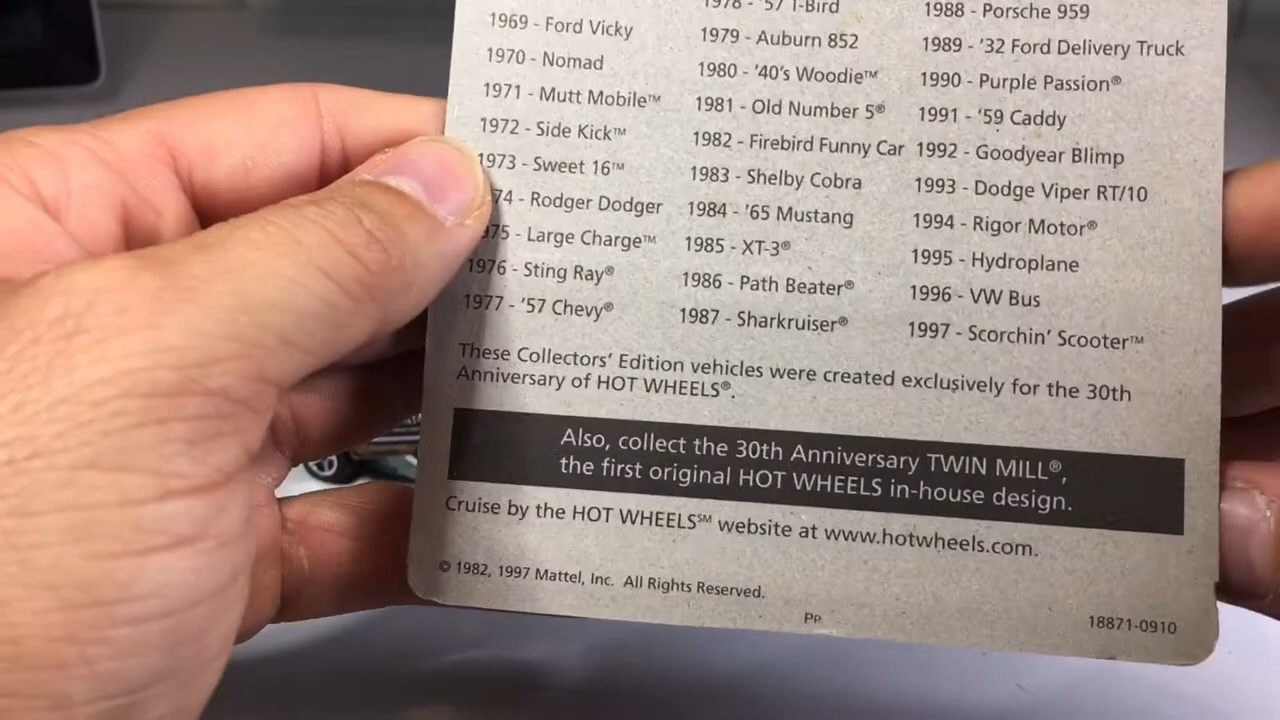 1969 - Ford Vicky
1970 - Nomad
1971 - Mutt Mobile™
1972 - Side Kick™
1973 - Sweet 16™
74 - Rodger Dodger
975 - Large Charge™
1976 - Sting Ray®
1977 - '57 Chevy®
1978 - '57 T-Bird
1979 - Auburn 852
1980 - '40's Woodie™
1981 - Old Number 5®
1982 - Firebird Funny Car
1983 - Shelby Cobra
1984 - '65 Mustang
1985 - XT-3®
1986 - Path Beater®
1987 - Sharkruiser®
1988 - Porsche 959
1989 - '32 Ford Delivery Truck
1990 - Purple Passion®
1991 - '59 Caddy
1992 - Goodyear Blimp
1993 - Dodge Viper RT/10
1994 - Rigor Motor®
1995 - Hydroplane
1996 - VW Bus
1997 - Scorchin' Scooter™
These Collectors' Edition vehicles were created exclusively for the 30th
Anniversary of HOT WHEELS®.
Also, collect the 30th Anniversary TWIN MILL®,
the first original HOT WHEELS in-house design.
Cruise by the HOT WHEELS℠ website at www.hotwheels.com.
© 1982, 1997 Mattel, Inc. All Rights Reserved.
PP
18871-0910